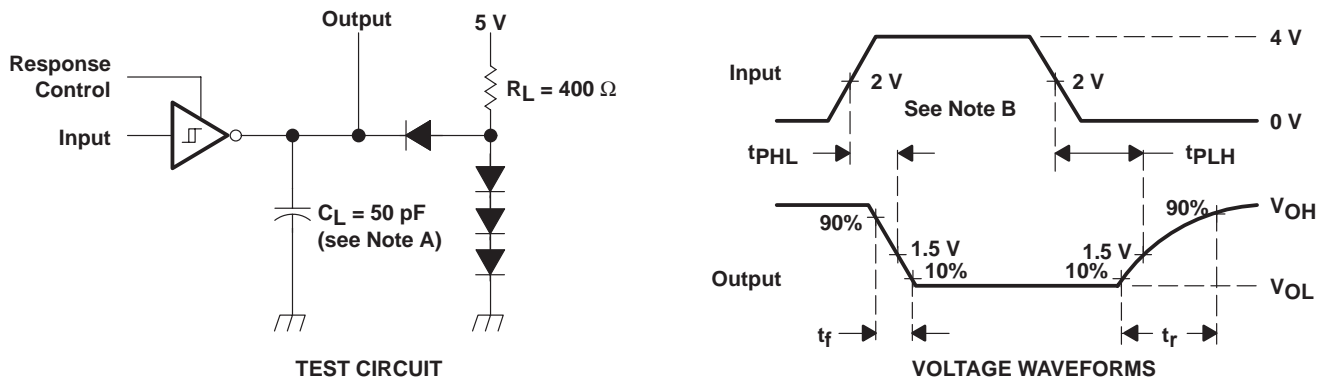 Output
5 V
Response
Control
RL = 400 Ω
Input
CL = 50 pF
(see Note A)
TEST CIRCUIT
4 V
Input
2 V
2 V
See Note B
0 V
tPHL
tPLH
VOH
90%
90%
1.5 V
1.5 V
10%
10%
Output
VOL
tf
tr
VOLTAGE WAVEFORMS